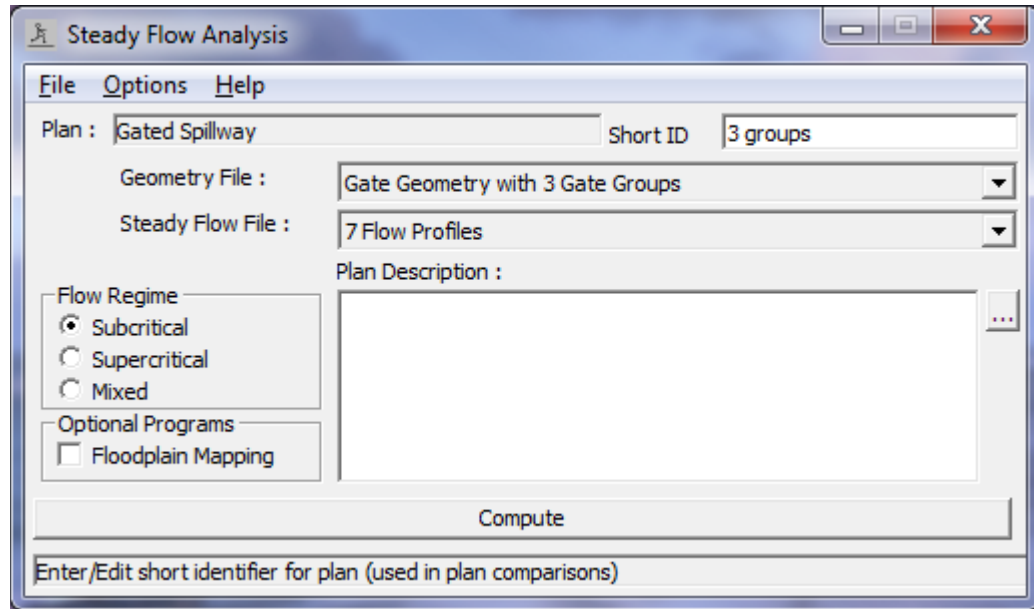 Steady Flow Analysis
File Options Help
Plan : Gated Spillway Short ID 3 groups
Geometry File : Gate Geometry with 3 Gate Groups
Steady Flow File : 7 Flow Profiles
Plan Description :
Flow Regime
...
Subcritical
Supercritical
Mixed
Optional Programs
Floodplain Mapping
Compute
Enter/Edit short identifier for plan (used in plan comparisons)